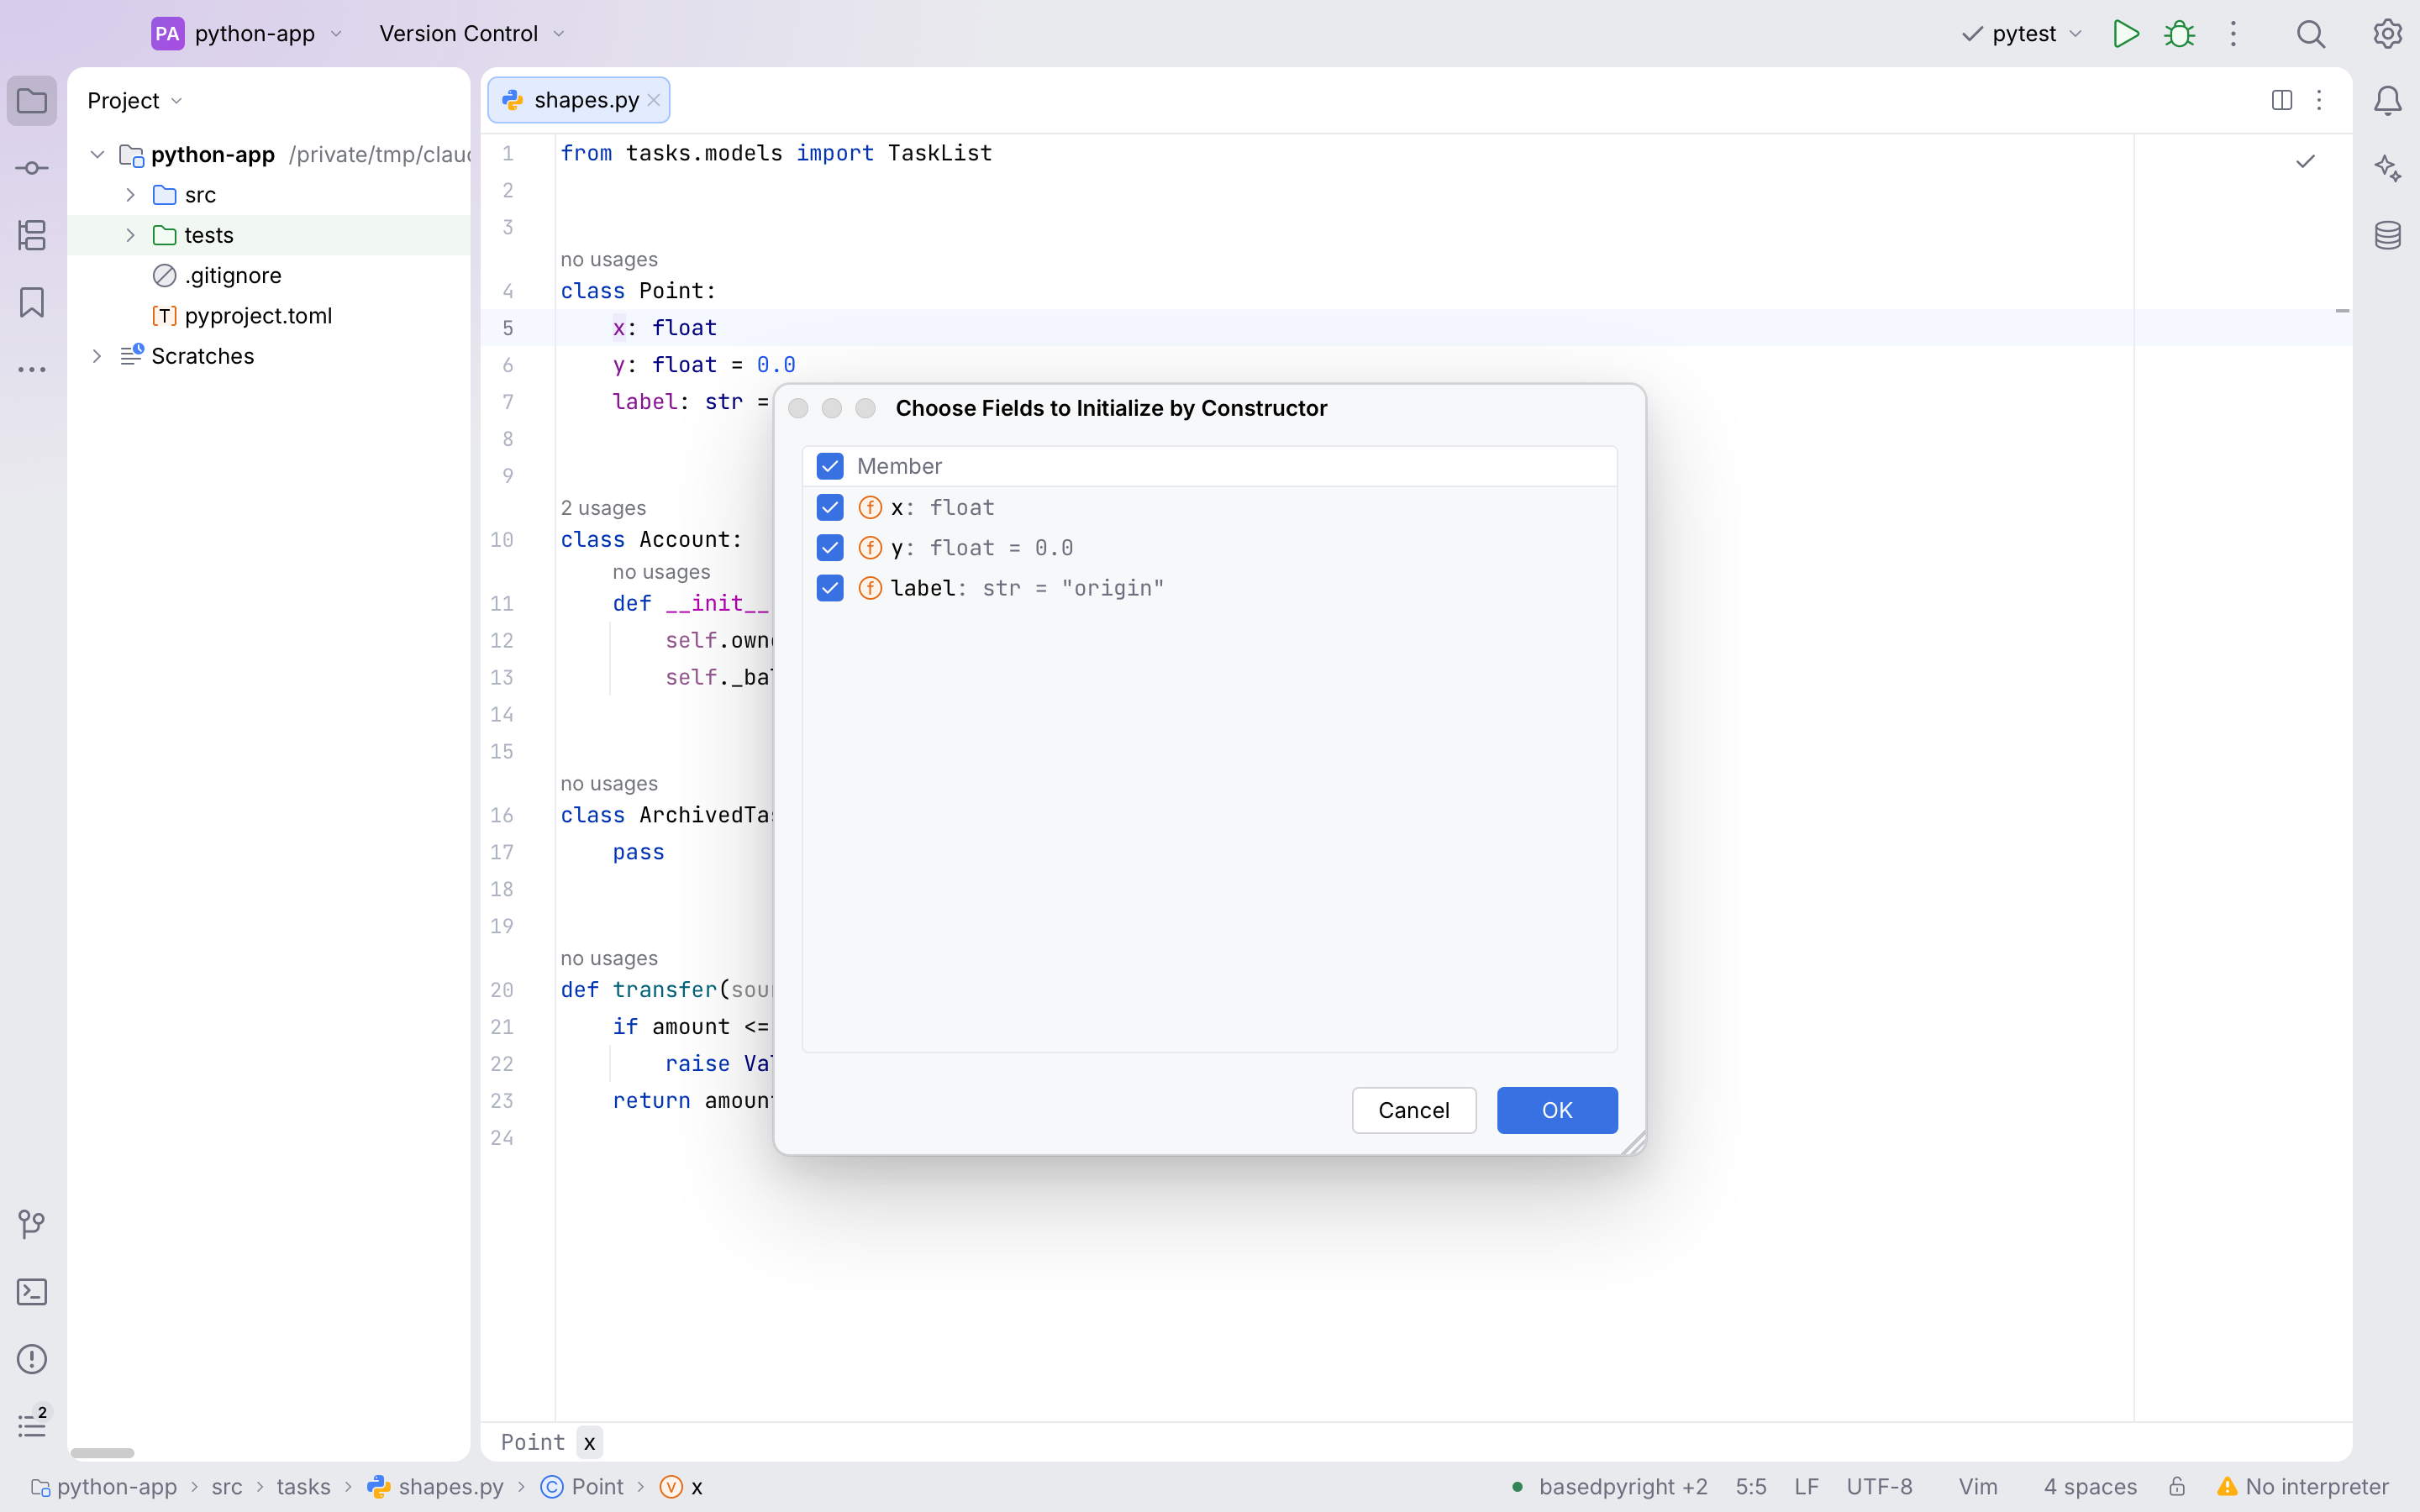 PA python-app Version Control pytest
Project
shapes.py
python-app /private/tmp/clau
src
tests
.gitignore
pyproject.toml
Scratches
1 from tasks.models import TaskList
2
3
no usages
4 class Point:
5 x: float
6 y: float = 0.0
7 label: str =
8
9
2 usages
10 class Account:
no usages
11 def __init__
12 self.own
13 self._ba
14
15
no usages
16 class ArchivedTa
17 pass
18
19
no usages
20 def transfer(sou
21 if amount <=
22 raise Va
23 return amoun
24
Choose Fields to Initialize by Constructor
Member
f x: float
f y: float = 0.0
f label: str = "origin"
Cancel OK
2
Point x
python-app › src › tasks › shapes.py › C Point › V x
basedpyright +2 5:5 LF UTF-8 Vim 4 spaces No interpreter